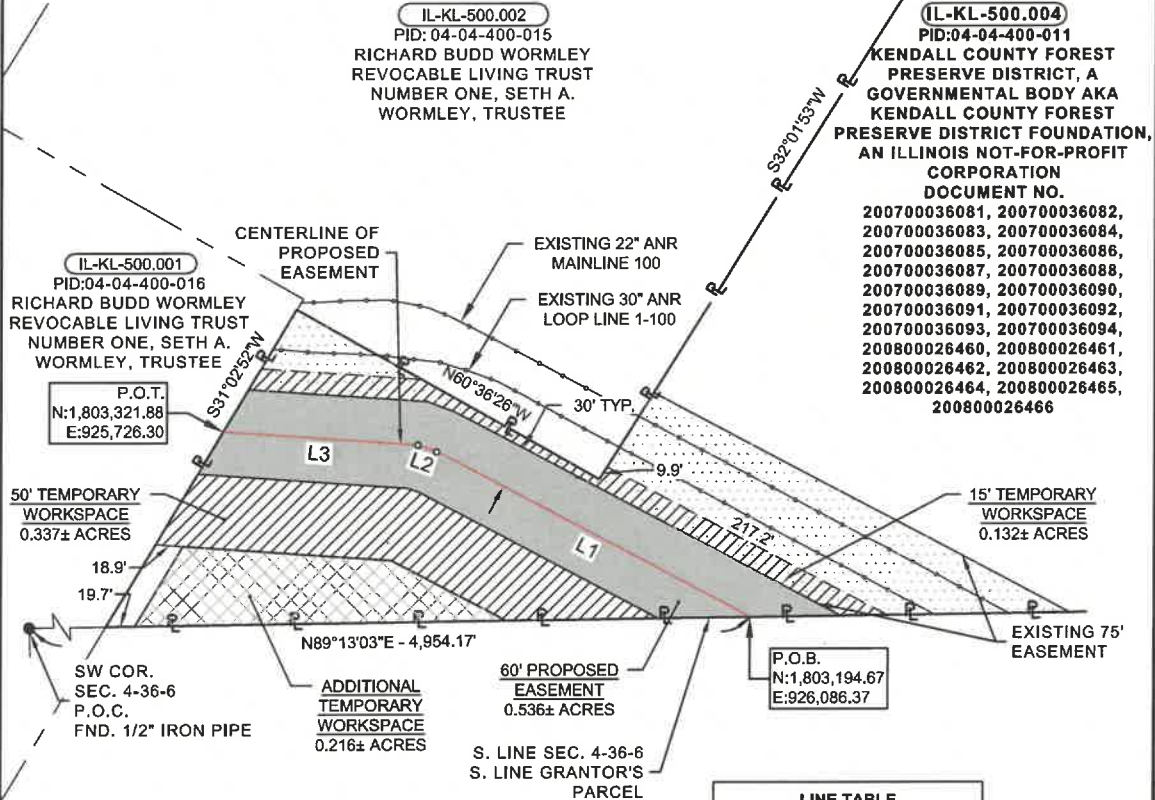 IL-KL-500.002
PID: 04-04-400-015
RICHARD BUDD WORMLEY
REVOCABLE LIVING TRUST
NUMBER ONE, SETH A.
WORMLEY, TRUSTEE
IL-KL-500.004
PID:04-04-400-011
KENDALL COUNTY FOREST
PRESERVE DISTRICT, A
GOVERNMENTAL BODY AKA
KENDALL COUNTY FOREST
PRESERVE DISTRICT FOUNDATION,
AN ILLINOIS NOT-FOR-PROFIT
CORPORATION
DOCUMENT NO.
200700036081, 200700036082,
200700036083, 200700036084,
200700036085, 200700036086,
200700036087, 200700036088,
200700036089, 200700036090,
200700036091, 200700036092,
200700036093, 200700036094,
200800026460, 200800026461,
200800026462, 200800026463,
200800026464, 200800026465,
200800026466
S32°01'53"W
CENTERLINE OF
PROPOSED
EASEMENT
EXISTING 22" ANR
MAINLINE 100
EXISTING 30" ANR
LOOP LINE 1-100
IL-KL-500.001
PID:04-04-400-016
RICHARD BUDD WORMLEY
REVOCABLE LIVING TRUST
NUMBER ONE, SETH A.
WORMLEY, TRUSTEE
S31°02'52"W
P.O.T.
N:1,803,321.88
E:925,726.30
N60°36'26"W
30' TYP.
L3
L2
L1
9.9'
217.2'
50' TEMPORARY
WORKSPACE
0.337± ACRES
15' TEMPORARY
WORKSPACE
0.132± ACRES
18.9'
19.7'
N89°13'03"E - 4,954.17'
EXISTING 75'
EASEMENT
SW COR.
SEC. 4-36-6
P.O.C.
FND. 1/2" IRON PIPE
ADDITIONAL
TEMPORARY
WORKSPACE
0.216± ACRES
60' PROPOSED
EASEMENT
0.536± ACRES
P.O.B.
N:1,803,194.67
E:926,086.37
S. LINE SEC. 4-36-6
S. LINE GRANTOR'S
PARCEL
LINE TABLE